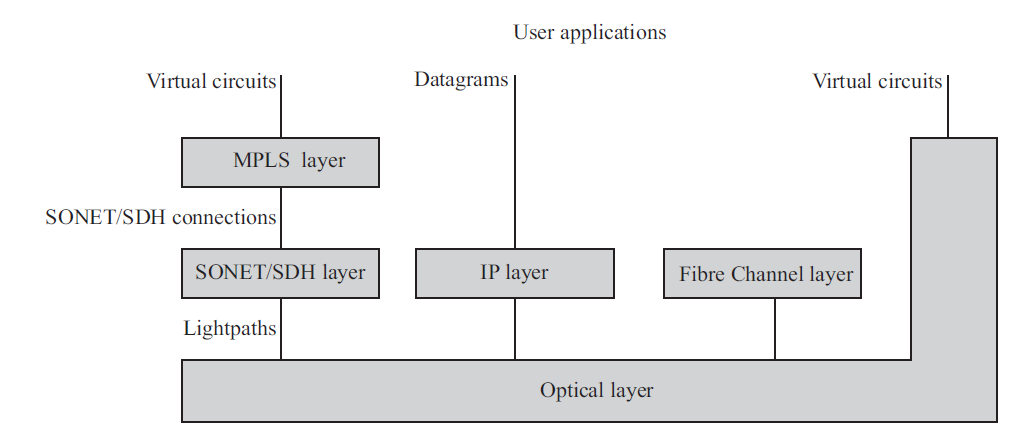 User applications
Virtual circuits
Datagrams
Virtual circuits
MPLS layer
SONET/SDH connections
SONET/SDH layer
IP layer
Fibre Channel layer
Lightpaths
Optical layer